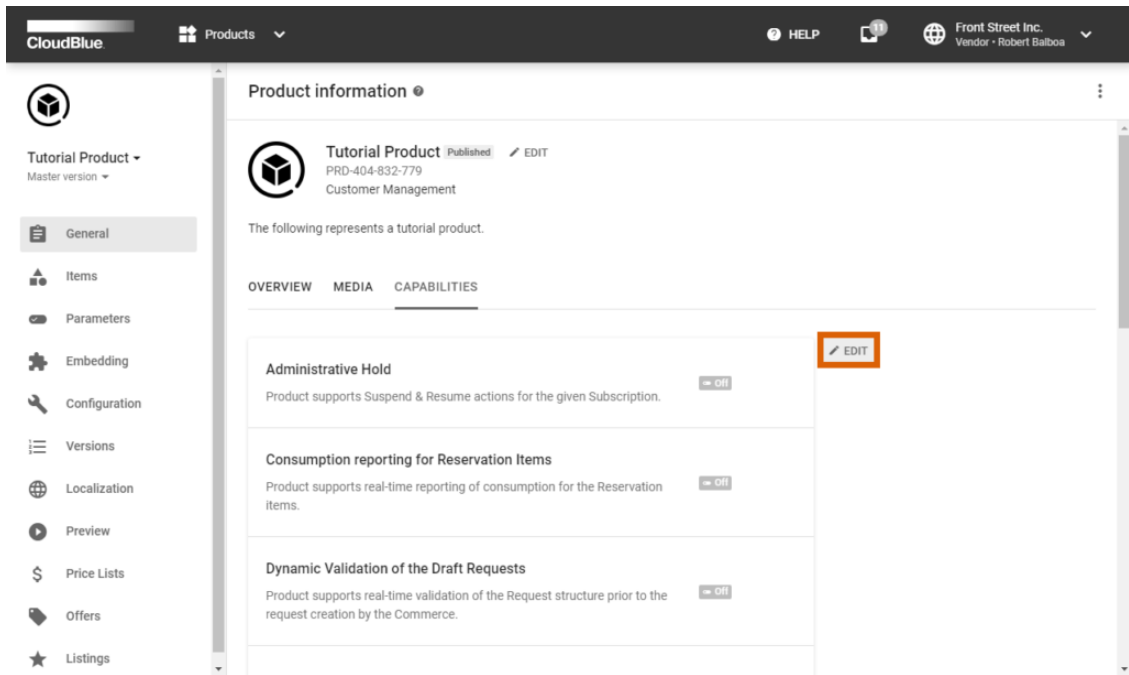 CloudBlue
Products
HELP
11
Front Street Inc.
Vendor • Robert Balboa
Tutorial Product
Master version
General
Items
Parameters
Embedding
Configuration
Versions
Localization
Preview
Price Lists
Offers
Listings
Product information
Tutorial Product Published EDIT
PRD-404-832-779
Customer Management
The following represents a tutorial product.
OVERVIEW MEDIA CAPABILITIES
EDIT
Administrative Hold
Product supports Suspend & Resume actions for the given Subscription.
Off
Consumption reporting for Reservation Items
Product supports real-time reporting of consumption for the Reservation
items.
Off
Dynamic Validation of the Draft Requests
Product supports real-time validation of the Request structure prior to the
request creation by the Commerce.
Off